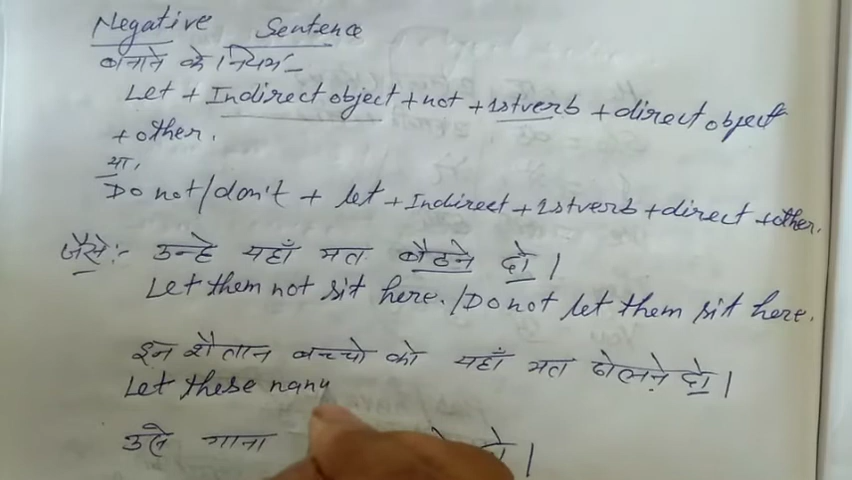 Negative Sentence
बनाने के नियम:-
Let + Indirect object + not + 1st verb + direct object
+ other.
या,
Do not/don't + let + Indirect + 1st verb + direct + other.
जैसे:- उन्हे यहाँ मत बैठने दो।
Let them not sit here. / Do not let them sit here.
इन शैतान बच्चो को यहाँ मत खेलने दो।
Let these nany
उसे गाना दो।